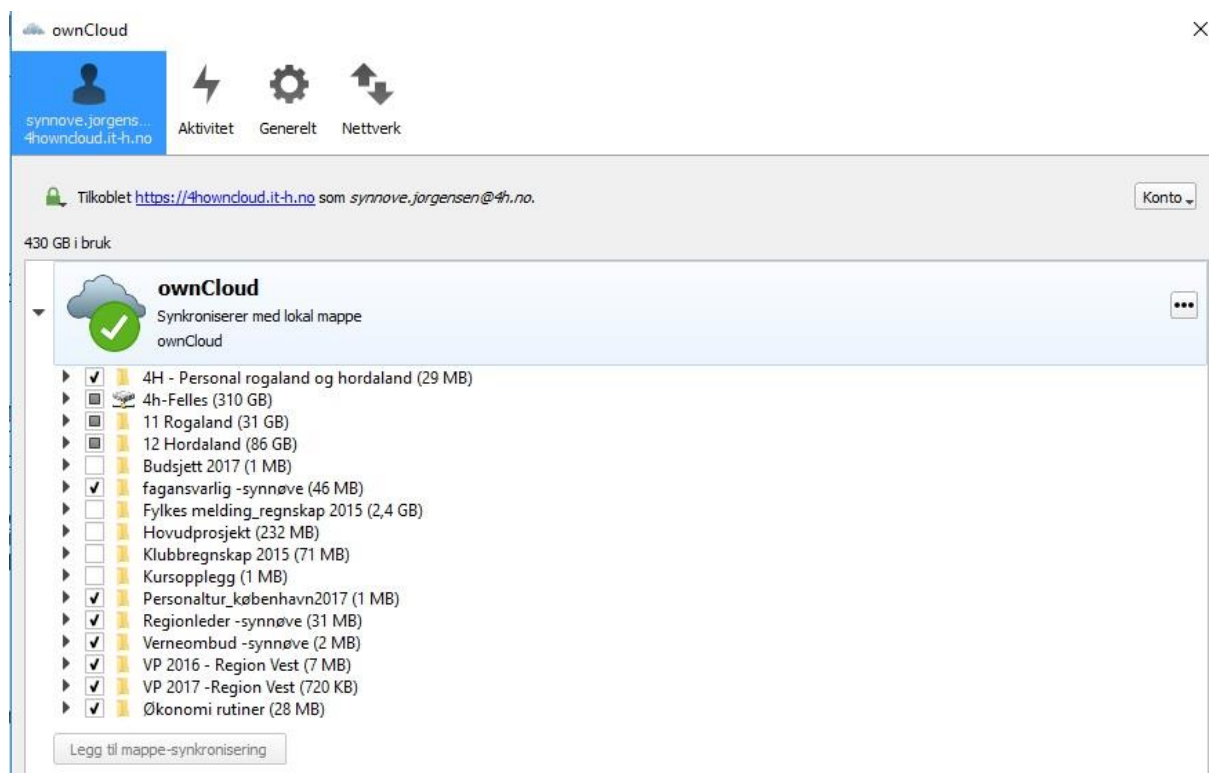 ownCloud
synnove.jorgens...
4howncloud.it-h.no
Aktivitet
Generelt
Nettverk
Tilkoblet https://4howncloud.it-h.no som synnove.jorgensen@4h.no.
Konto
430 GB i bruk
ownCloud
Synkroniserer med lokal mappe
ownCloud
4H - Personal rogaland og hordaland (29 MB)
4h-Felles (310 GB)
11 Rogaland (31 GB)
12 Hordaland (86 GB)
Budsjett 2017 (1 MB)
fagansvarlig -synnøve (46 MB)
Fylkes melding_regnskap 2015 (2,4 GB)
Hovudprosjekt (232 MB)
Klubbregnskap 2015 (71 MB)
Kursopplegg (1 MB)
Personaltur_københavn2017 (1 MB)
Regionleder -synnøve (31 MB)
Verneombud -synnøve (2 MB)
VP 2016 - Region Vest (7 MB)
VP 2017 -Region Vest (720 KB)
Økonomi rutiner (28 MB)
Legg til mappe-synkronisering